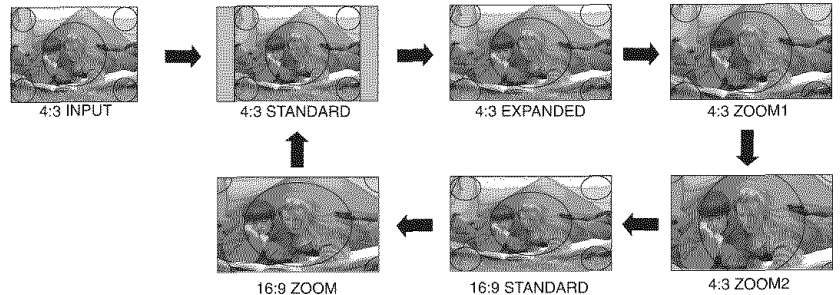 4:3 INPUT
4:3 STANDARD
4:3 EXPANDED
4:3 ZOOM1
16:9 ZOOM
16:9 STANDARD
4:3 ZOOM2